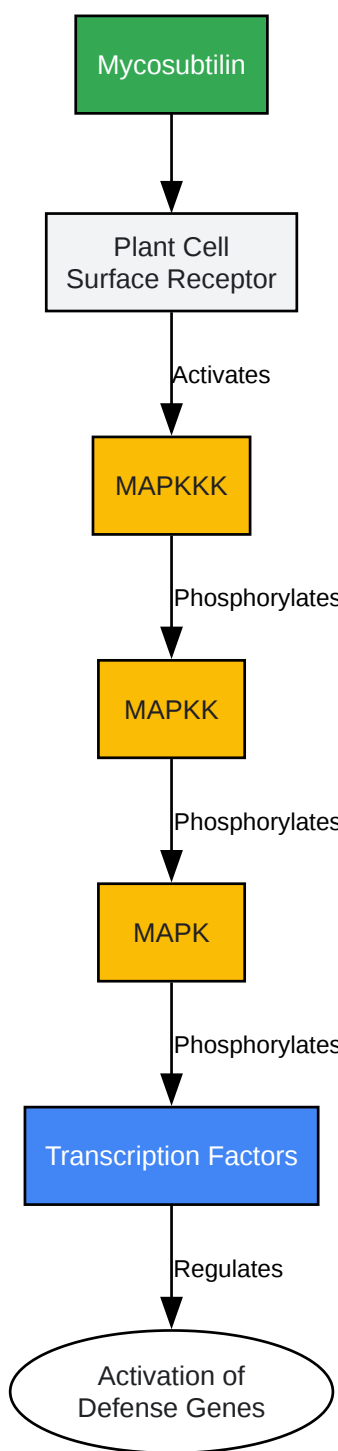 Mycosubtilin
Plant Cell
Surface Receptor
Activates
MAPKKK
Phosphorylates
MAPKK
Phosphorylates
MAPK
Phosphorylates
Transcription Factors
Regulates
Activation of
Defense Genes